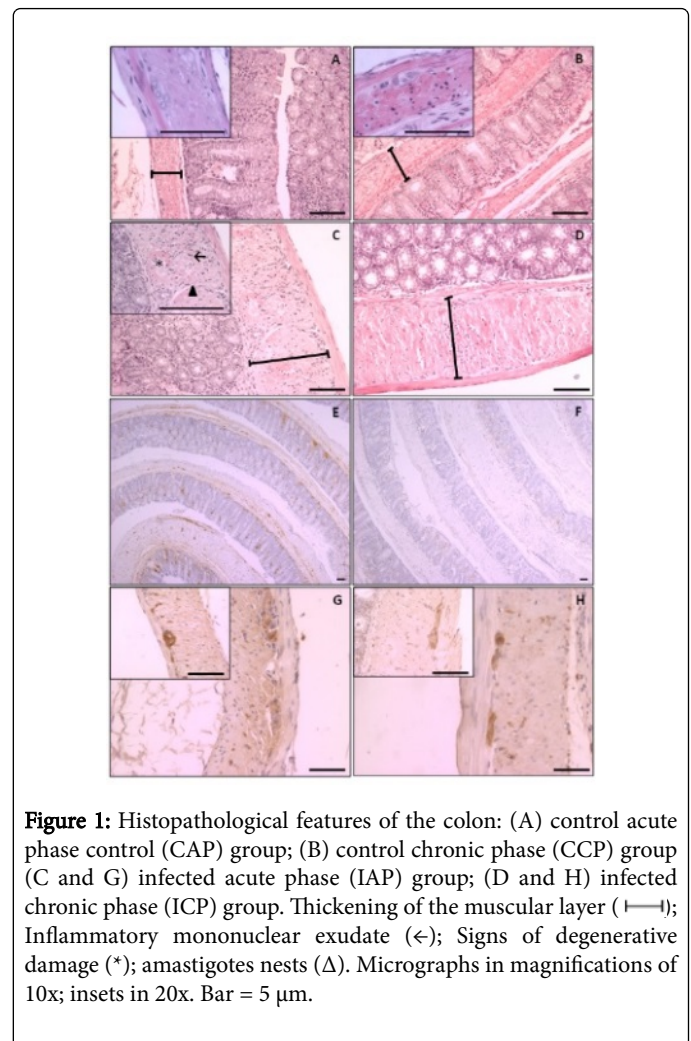 A
B
C
D
E
F
G
H
Figure 1: Histopathological features of the colon: (A) control acute
phase control (CAP) group; (B) control chronic phase (CCP) group
(C and G) infected acute phase (IAP) group; (D and H) infected
chronic phase (ICP) group. Thickening of the muscular layer ( ├─┤);
Inflammatory mononuclear exudate (←); Signs of degenerative
damage (*); amastigotes nests (Δ). Micrographs in magnifications of
10x; insets in 20x. Bar = 5 μm.